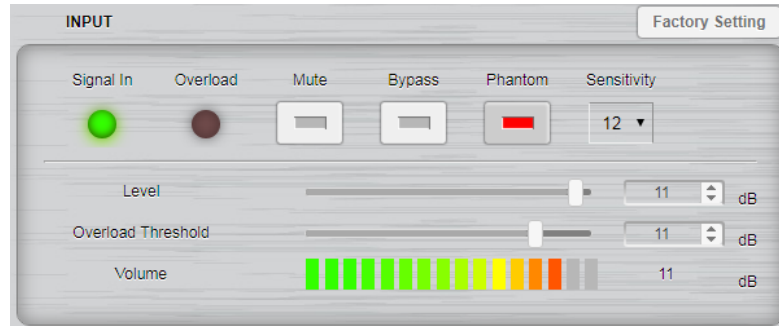 INPUT Factory Setting
Signal In Overload Mute Bypass Phantom Sensitivity
12
Level 11 dB
Overload Threshold 11 dB
Volume 11 dB